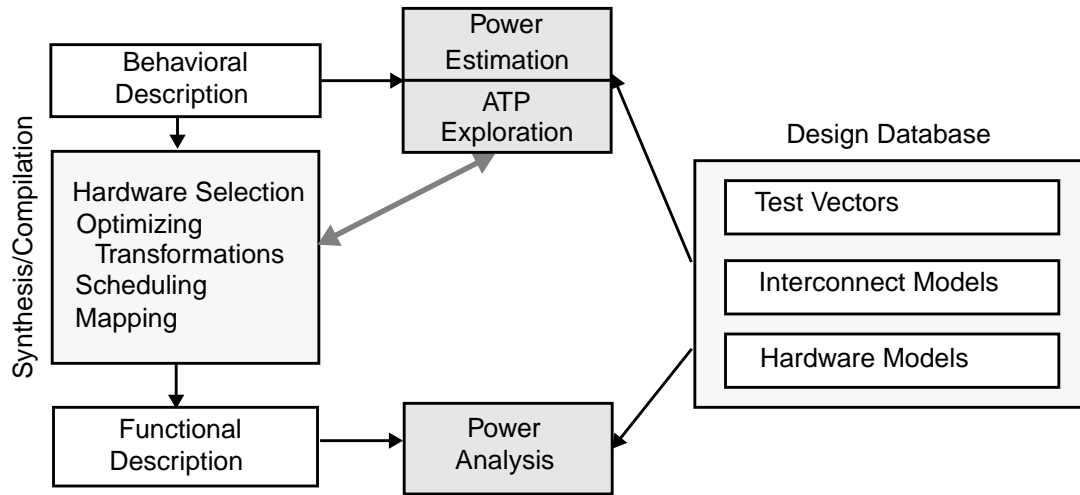 Behavioral
Description
Power
Estimation
ATP
Exploration
Synthesis/Compilation
Hardware Selection
Optimizing
Transformations
Scheduling
Mapping
Functional
Description
Power
Analysis
Design Database
Test Vectors
Interconnect Models
Hardware Models